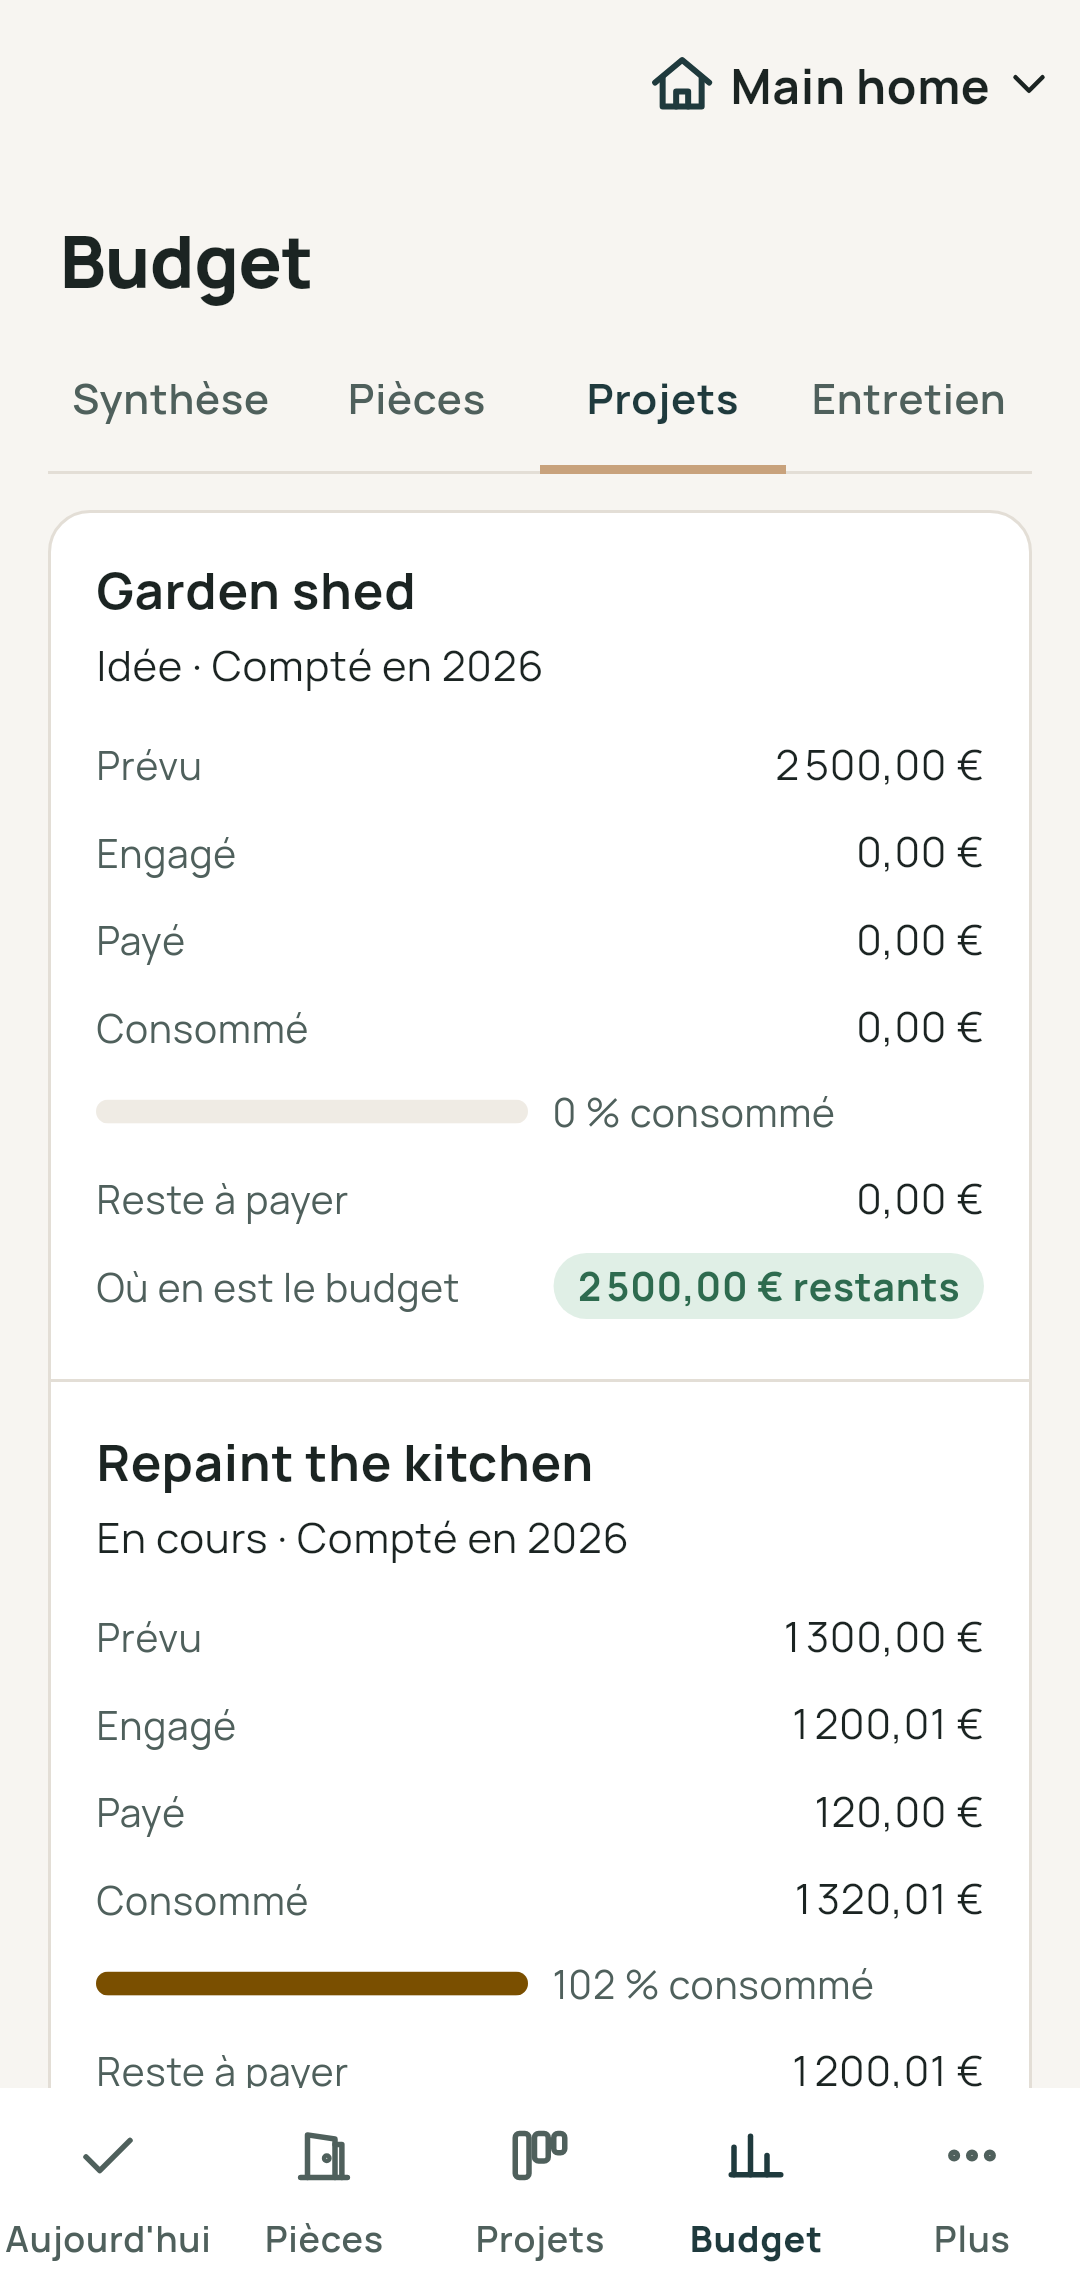 Main home
Budget
Synthèse Pièces Projets Entretien
Garden shed
Idée · Compté en 2026
Prévu 2 500,00 €
Engagé 0,00 €
Payé 0,00 €
Consommé 0,00 €
0 % consommé
Reste à payer 0,00 €
Où en est le budget 2 500,00 € restants
Repaint the kitchen
En cours · Compté en 2026
Prévu 1 300,00 €
Engagé 1 200,01 €
Payé 120,00 €
Consommé 1 320,01 €
102 % consommé
Reste à payer 1 200,01 €
Aujourd'hui Pièces Projets Budget Plus